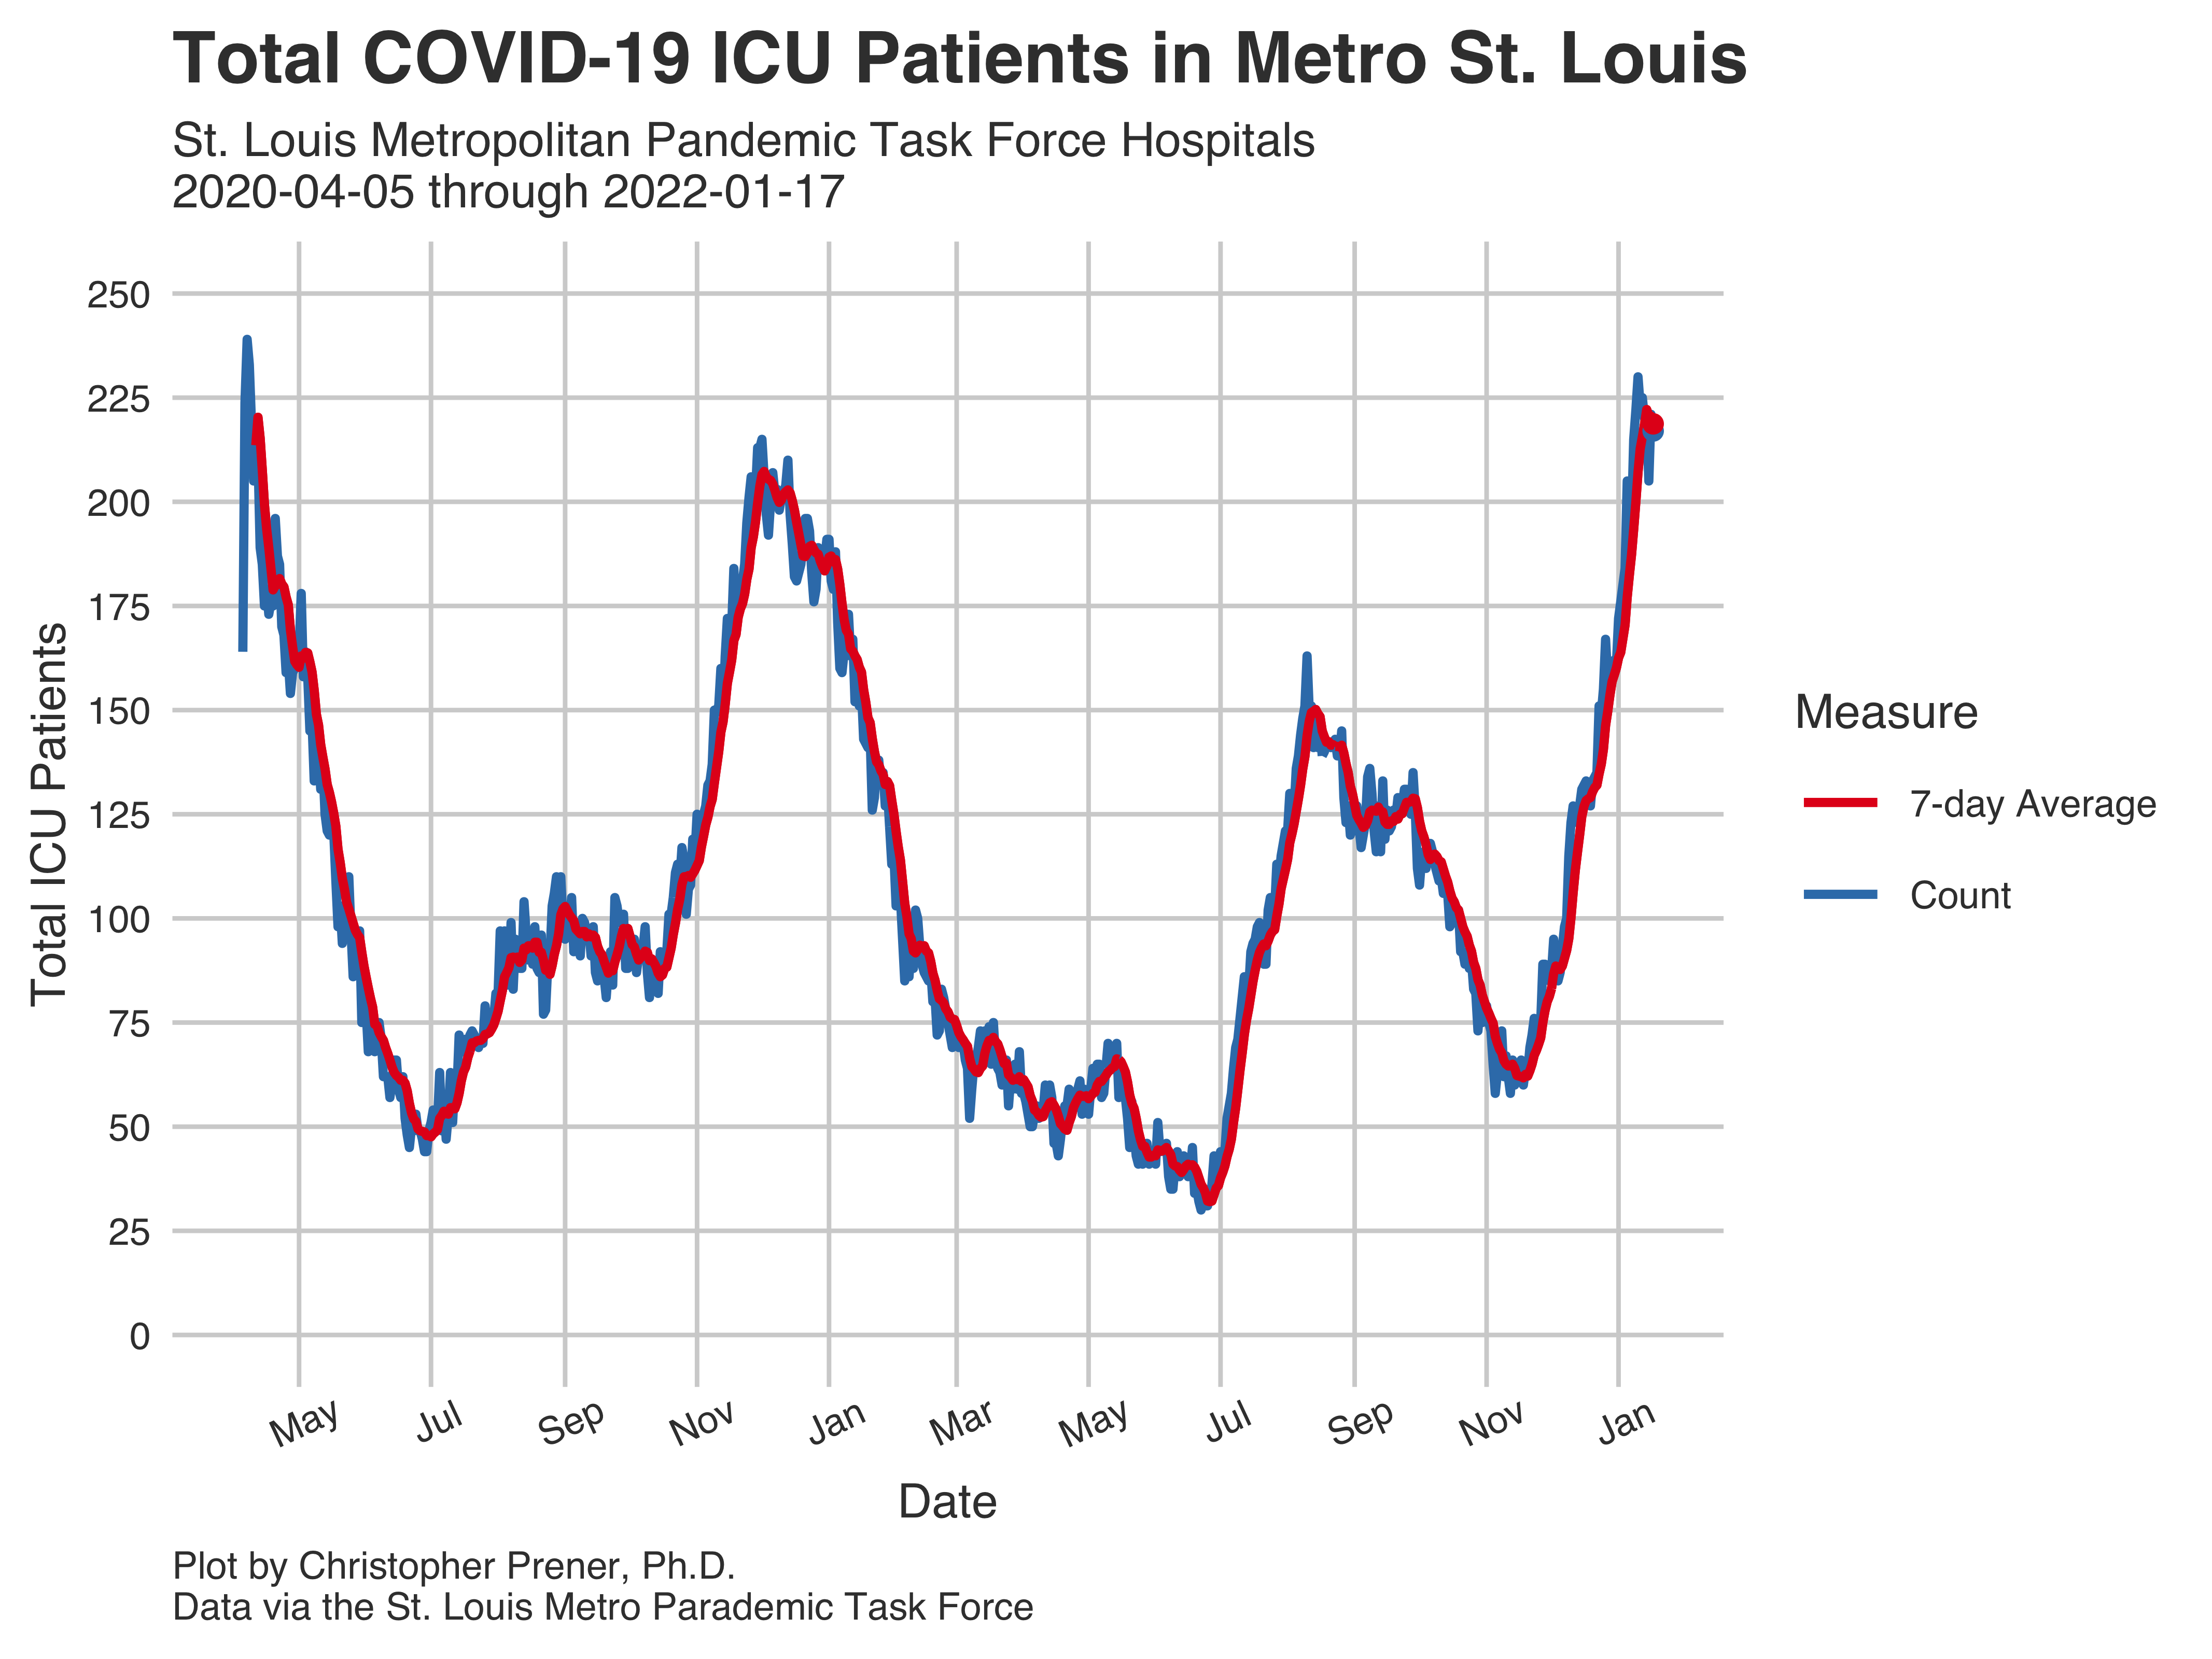 Total COVID-19 ICU Patients in Metro St. Louis
St. Louis Metropolitan Pandemic Task Force Hospitals
2020-04-05 through 2022-01-17
Total ICU Patients
250
225
200
175
150
125
100
75
50
25
0
May
Jul
Sep
Nov
Jan
Mar
May
Jul
Sep
Nov
Jan
Date
Measure
7-day Average
Count
Plot by Christopher Prener, Ph.D.
Data via the St. Louis Metro Parademic Task Force